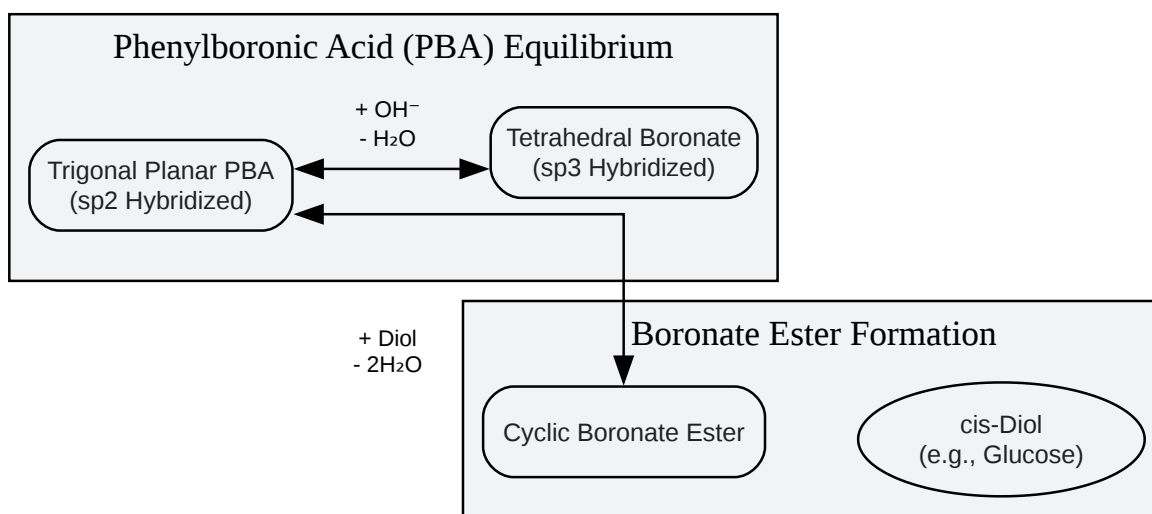 Phenylboronic Acid (PBA) Equilibrium
+ OH⁻
- H₂O
Trigonal Planar PBA
(sp2 Hybridized)
Tetrahedral Boronate
(sp3 Hybridized)
+ Diol
- 2H₂O
Boronate Ester Formation
Cyclic Boronate Ester
cis-Diol
(e.g., Glucose)